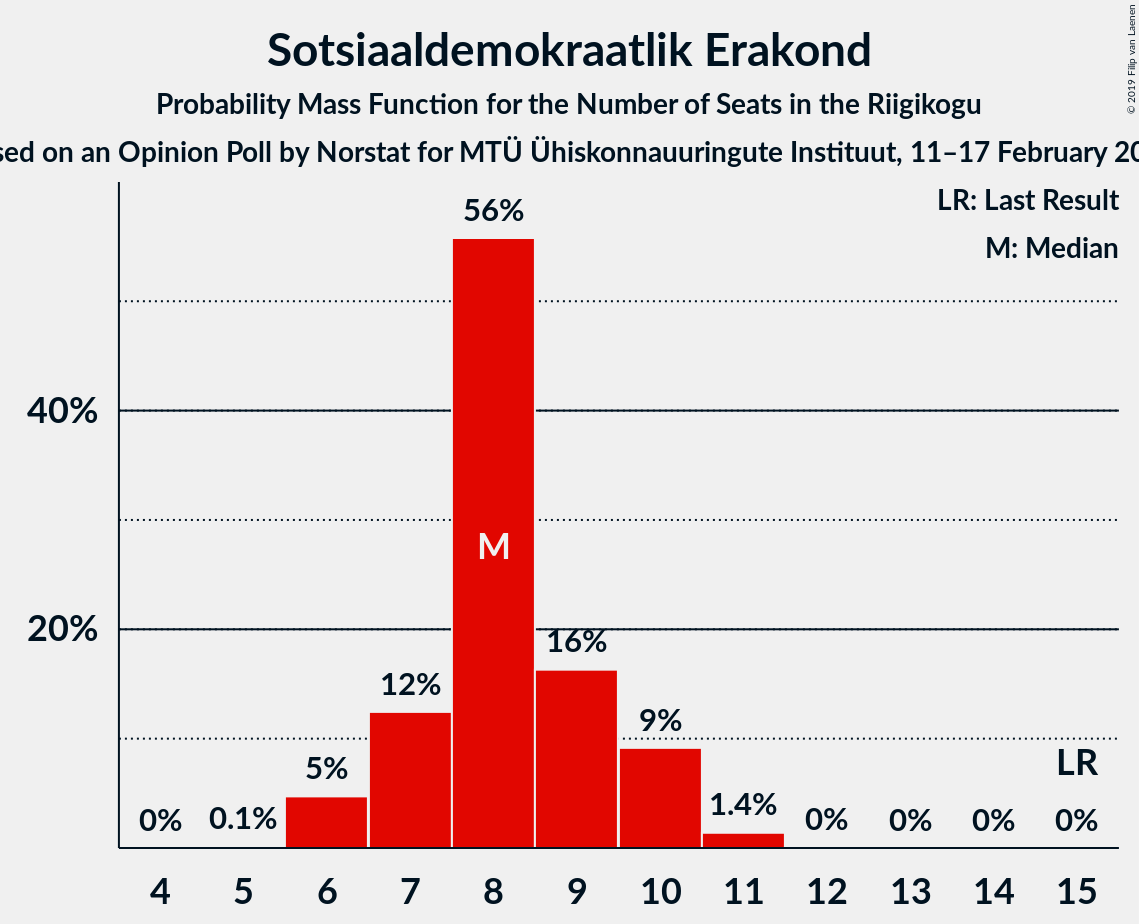 Sotsiaaldemokraatlik Erakond
Probability Mass Function for the Number of Seats in the Riigikogu
sed on an Opinion Poll by Norstat for MTÜ Ühiskonnauuringute Instituut, 11–17 February 20
© 2019 Filip van Laenen
LR: Last Result
M: Median
56%
40%
M
20%
16%
12%
9%
LR
5%
1.4%
0% 0.1% 0% 0% 0% 0%
4 5 6 7 8 9 10 11 12 13 14 15